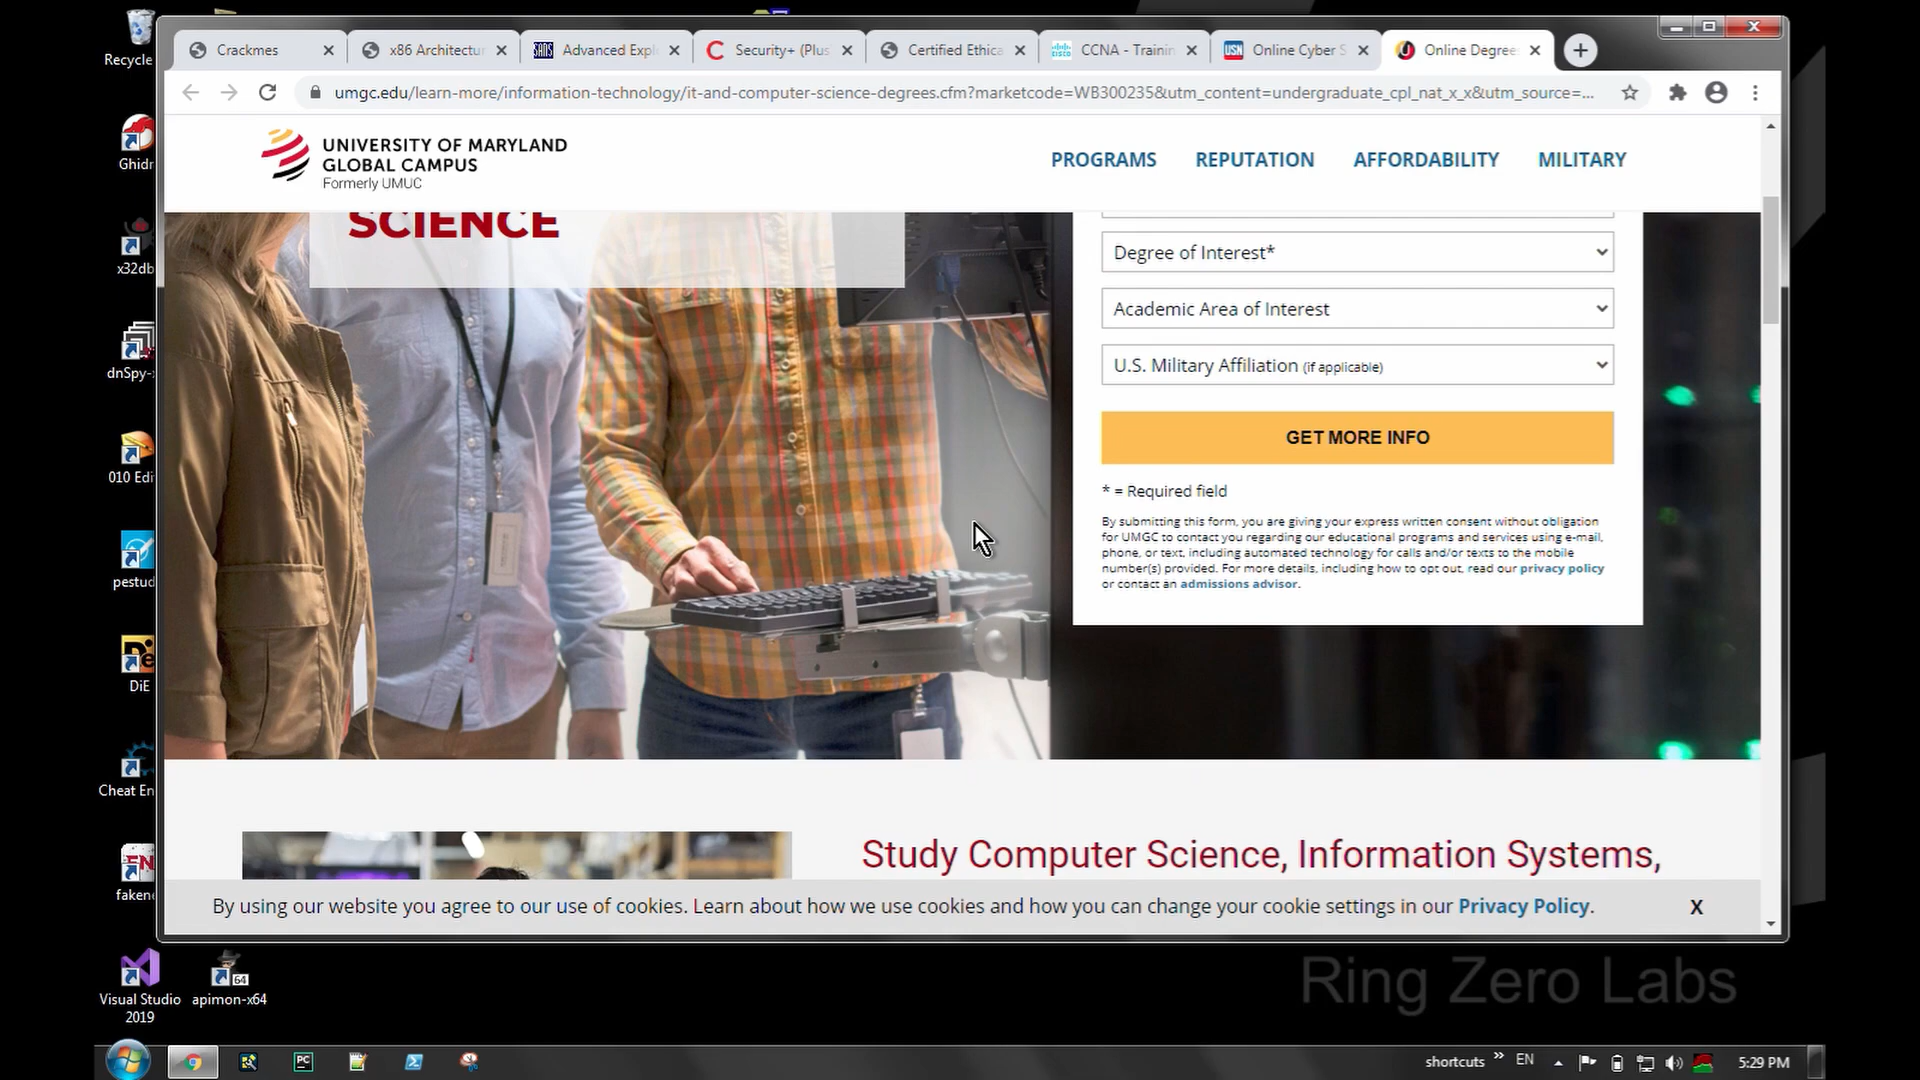 Recycle
Crackmes
x86 Architectur
SANS
Advanced Expl
Security+ (Plus
Certified Ethica
CCNA - Trainin
USN
Online Cyber S
Online Degree
umgc.edu/learn-more/information-technology/it-and-computer-science-degrees.cfm?marketcode=WB300235&utm_content=undergraduate_cpl_nat_x_x&utm_source=...
UNIVERSITY OF MARYLAND
GLOBAL CAMPUS
Formerly UMUC
PROGRAMS
REPUTATION
AFFORDABILITY
MILITARY
SCIENCE
Degree of Interest*
Academic Area of Interest
U.S. Military Affiliation (if applicable)
GET MORE INFO
* = Required field
By submitting this form, you are giving your express written consent without obligation
for UMGC to contact you regarding our educational programs and services using e-mail,
phone, or text, including automated technology for calls and/or texts to the mobile
number(s) provided. For more details, including how to opt out, read our privacy policy
or contact an admissions advisor.
Study Computer Science, Information Systems,
By using our website you agree to our use of cookies. Learn about how we use cookies and how you can change your cookie settings in our Privacy Policy.
X
Ghidr
x32db
dnSpy-
010 Edi
pestud
DiE
Cheat En
fakene
Visual Studio
2019
apimon-x64
64
Ring Zero Labs
PC
shortcuts
EN
5:29 PM